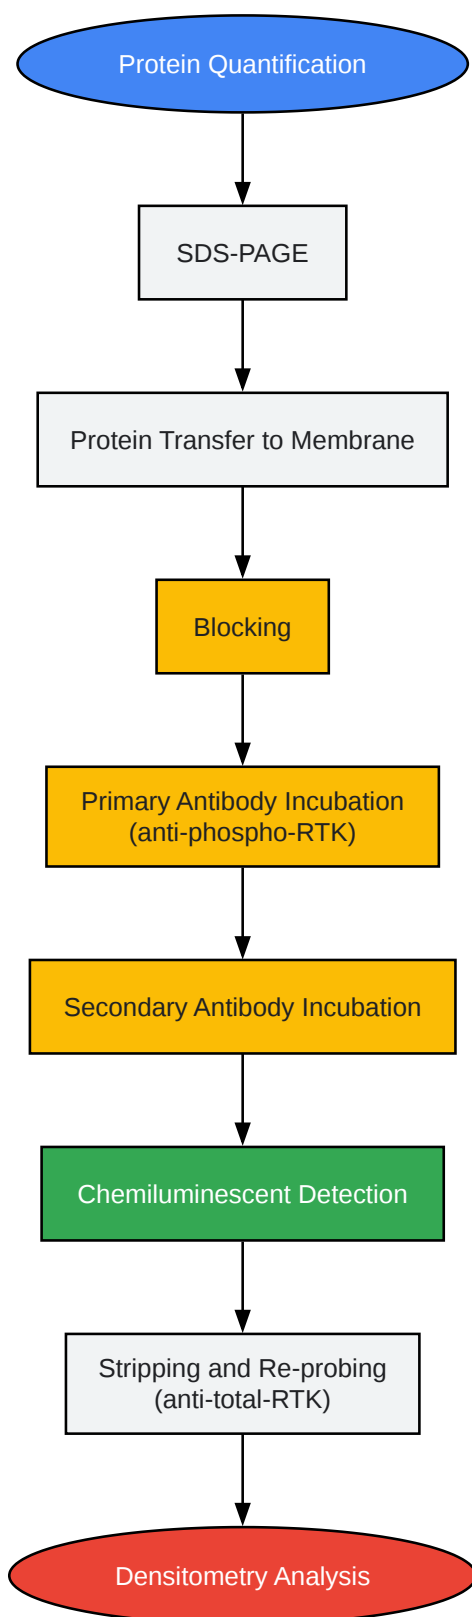 Protein Quantification
SDS-PAGE
Protein Transfer to Membrane
Blocking
Primary Antibody Incubation
(anti-phospho-RTK)
Secondary Antibody Incubation
Chemiluminescent Detection
Stripping and Re-probing
(anti-total-RTK)
Densitometry Analysis